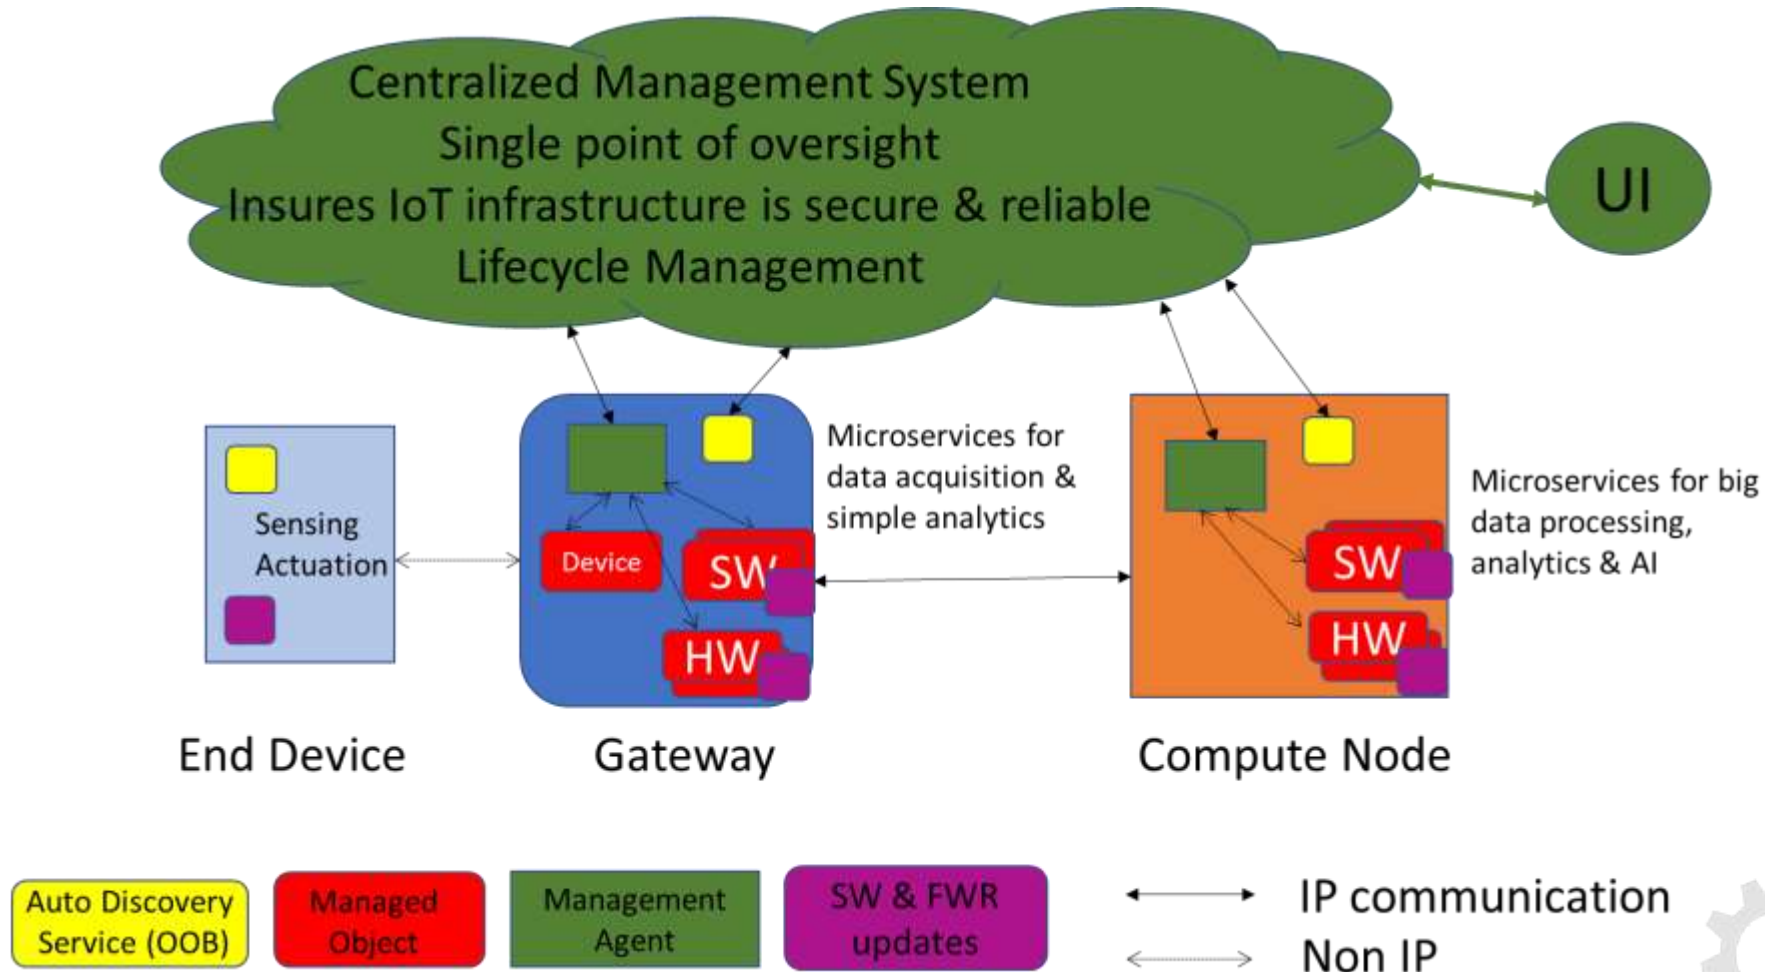 Centralized Management System
Single point of oversight
Insures IoT infrastructure is secure & reliable
Lifecycle Management
UI
Sensing
Actuation
Device
SW
HW
Microservices for
data acquisition &
simple analytics
SW
HW
Microservices for big
data processing,
analytics & AI
End Device
Gateway
Compute Node
Auto Discovery
Service (OOB)
Managed
Object
Management
Agent
SW & FWR
updates
IP communication
Non IP